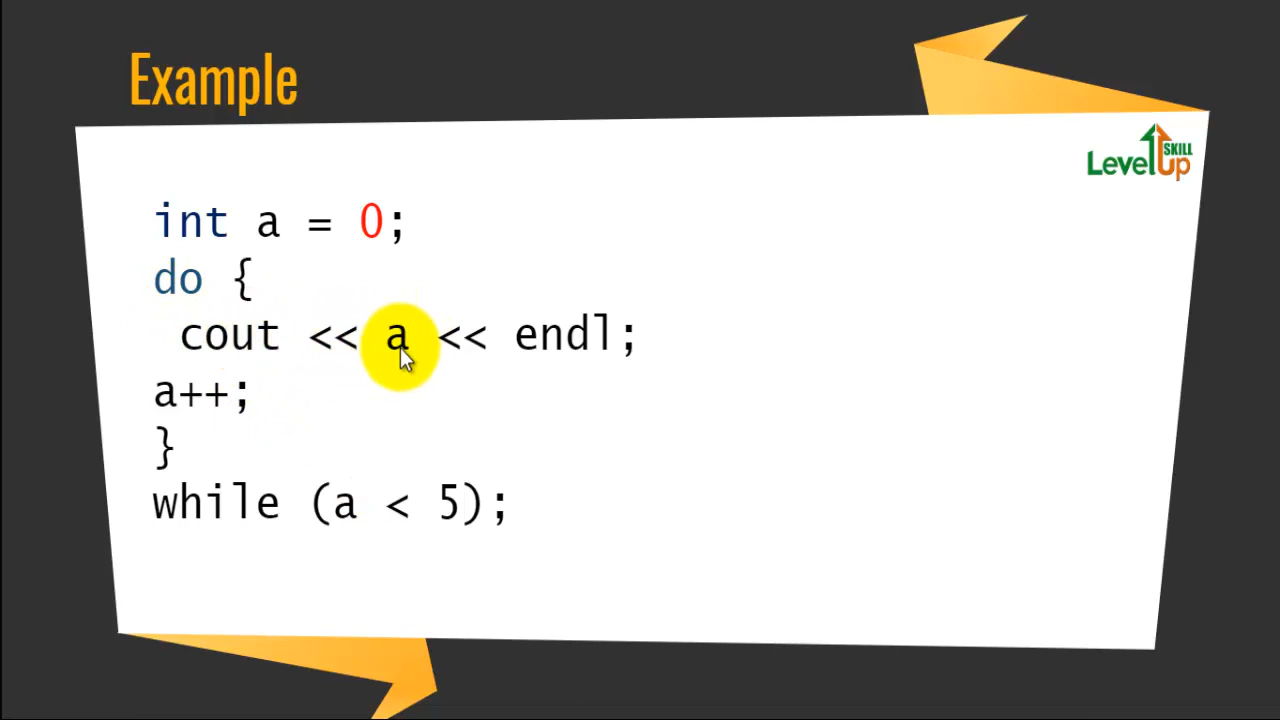 Example
Level Up SKILL
int a = 0;
do {
cout << a << endl;
a++;
}
while (a < 5);